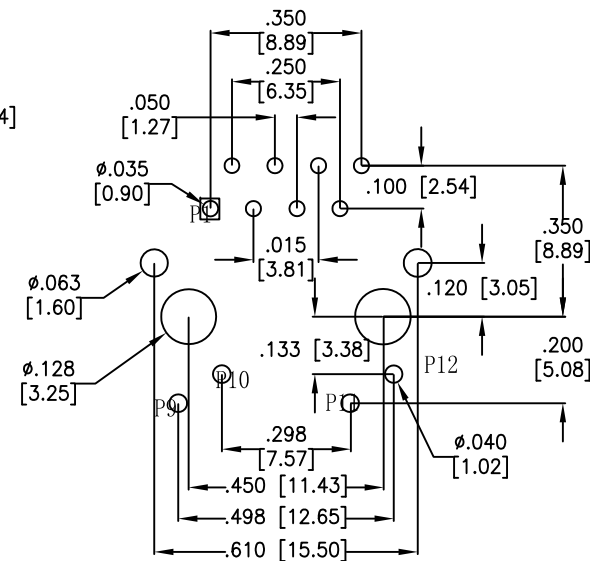 .350
[8.89]
.250
[6.35]
.050
[1.27]
4]
ø.035
[0.90]
.100 [2.54]
P1
.350
[8.89]
.015
[3.81]
ø.063
[1.60]
.120 [3.05]
.133 [3.38]
.200
[5.08]
ø.128
[3.25]
P10
P12
P9
P1
.298
[7.57]
ø.040
[1.02]
.450 [11.43]
.498 [12.65]
.610 [15.50]